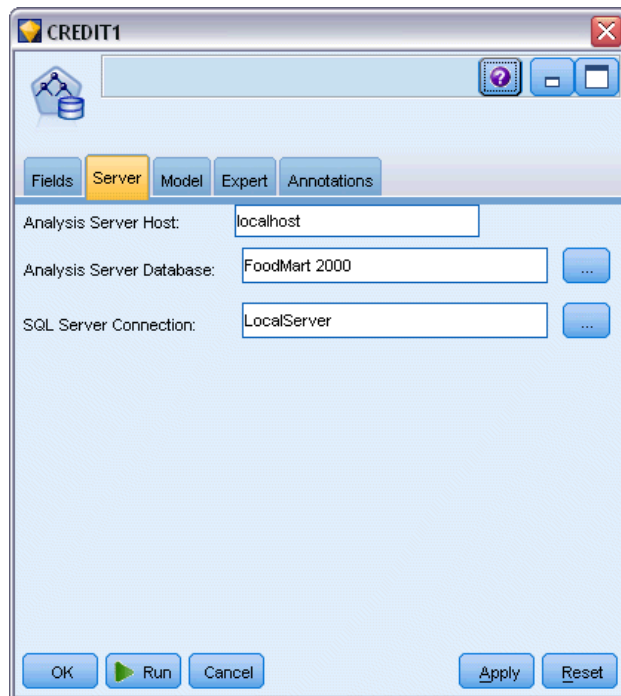 CREDIT1
?
Fields Server Model Expert Annotations
Analysis Server Host: localhost
Analysis Server Database: FoodMart 2000 ...
SQL Server Connection: LocalServer ...
OK Run Cancel Apply Reset